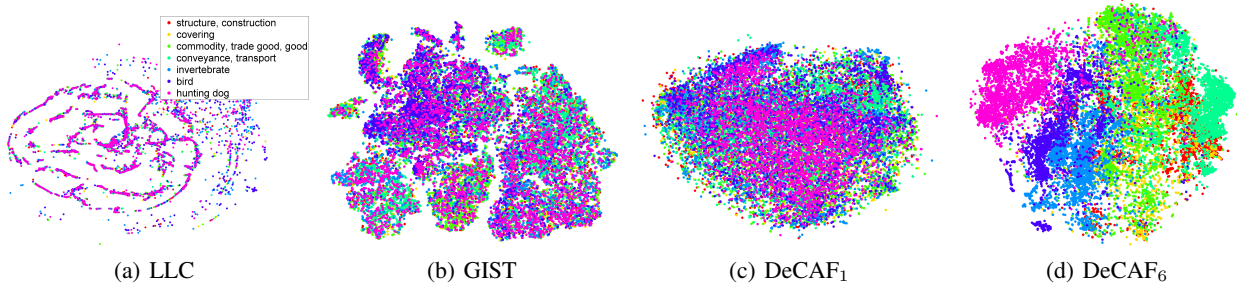 structure, construction
covering
commodity, trade good, good
conveyance, transport
invertebrate
bird
hunting dog
(a) LLC
(b) GIST
(c) DeCAF₁
(d) DeCAF₆